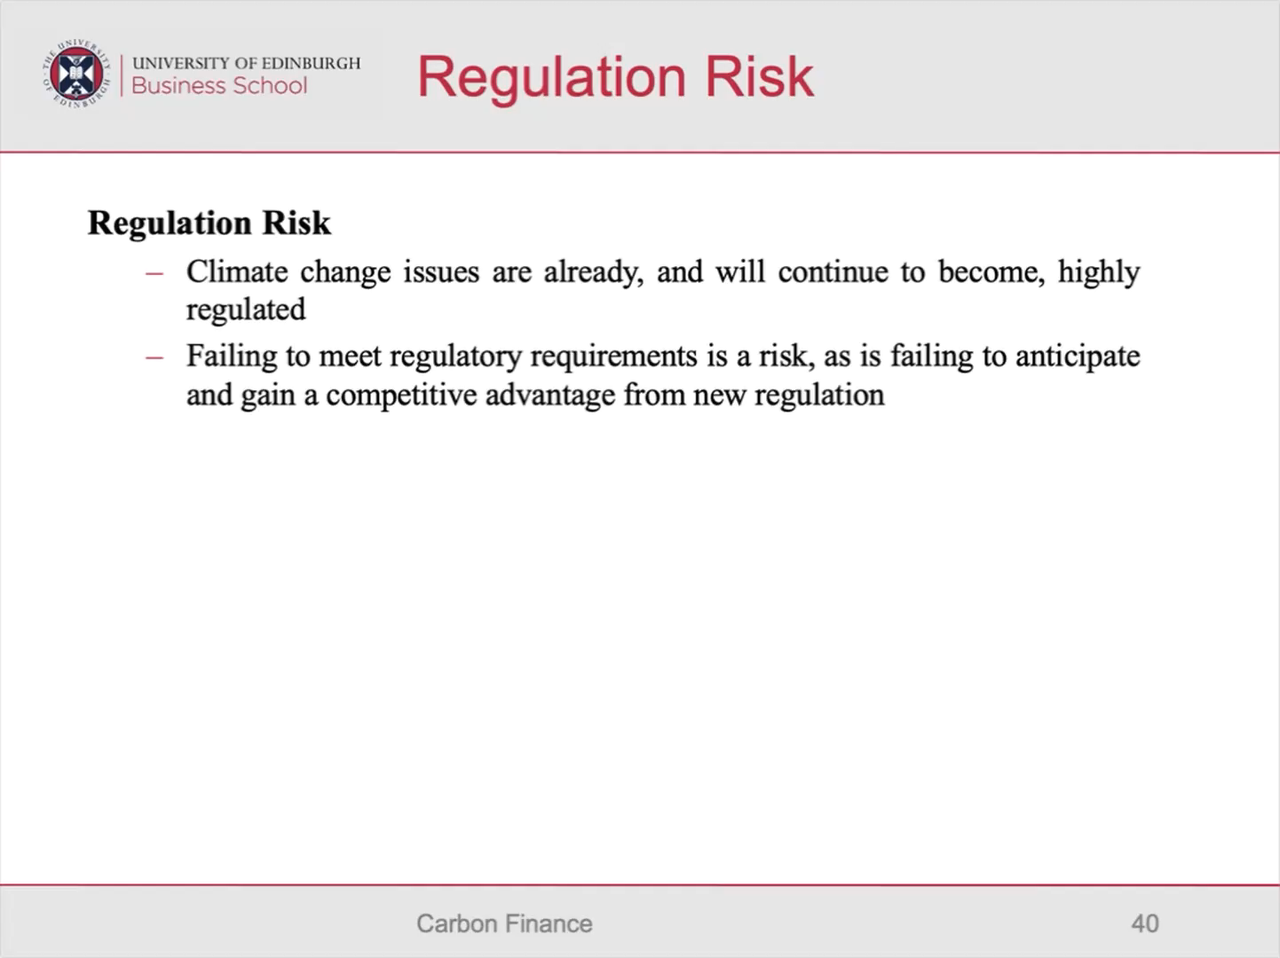 THE UNIVERSITY OF EDINBURGH
UNIVERSITY OF EDINBURGH
Business School
Regulation Risk
Regulation Risk
– Climate change issues are already, and will continue to become, highly
regulated
– Failing to meet regulatory requirements is a risk, as is failing to anticipate
and gain a competitive advantage from new regulation
Carbon Finance
40